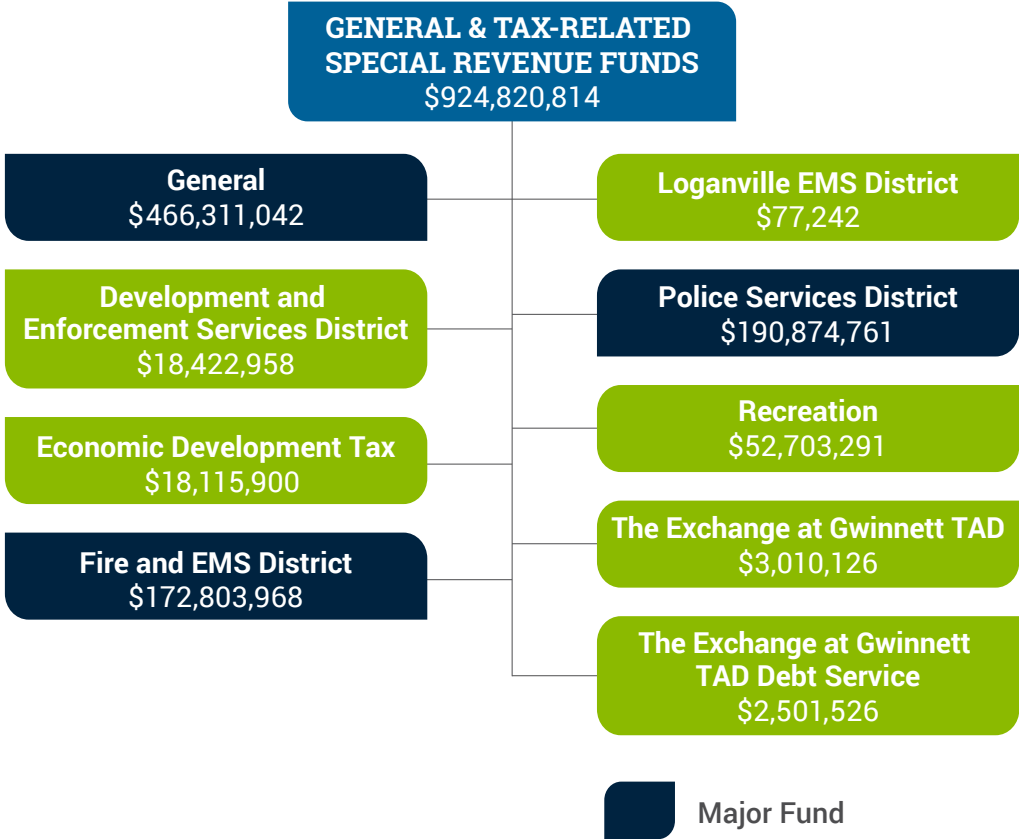 GENERAL & TAX-RELATED
SPECIAL REVENUE FUNDS
$924,820,814
General
$466,311,042
Development and
Enforcement Services District
$18,422,958
Economic Development Tax
$18,115,900
Fire and EMS District
$172,803,968
Loganville EMS District
$77,242
Police Services District
$190,874,761
Recreation
$52,703,291
The Exchange at Gwinnett TAD
$3,010,126
The Exchange at Gwinnett
TAD Debt Service
$2,501,526
Major Fund